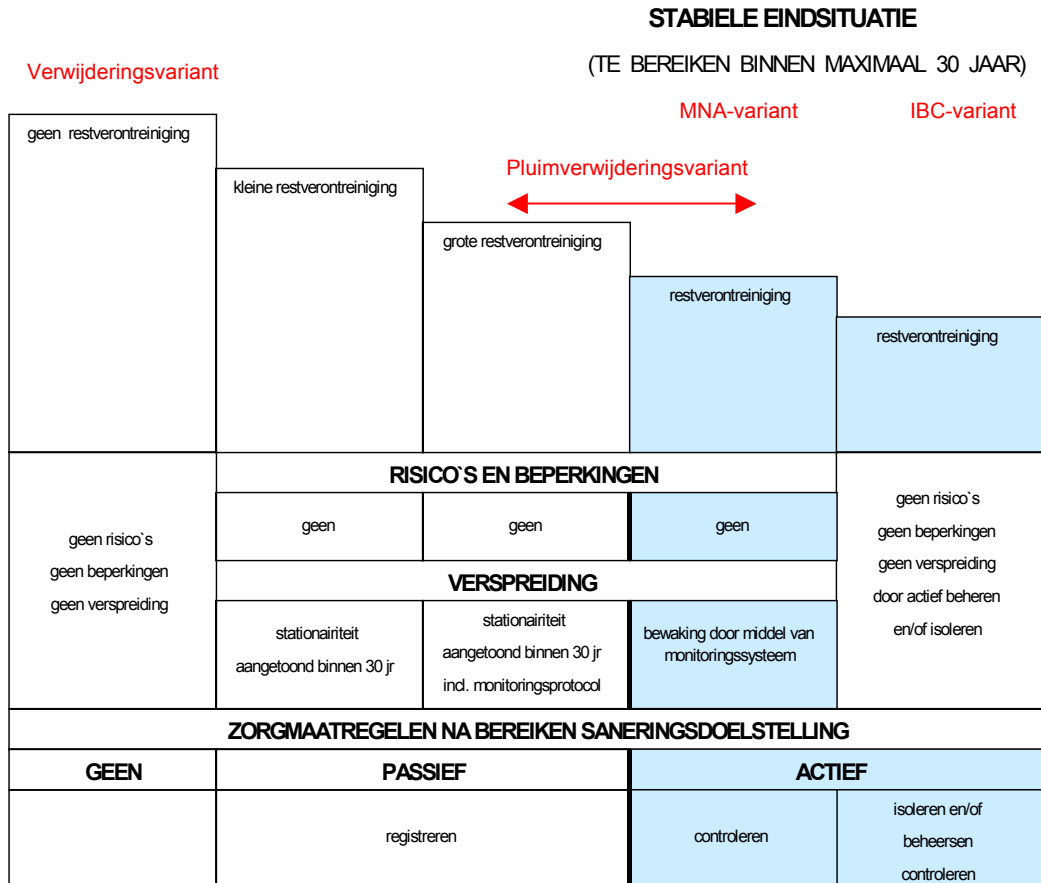 STABIELE EINDSITUATIE
(TE BEREIKEN BINNEN MAXIMAAL 30 JAAR)
Verwijderingsvariant
MNA-variant
IBC-variant
Pluimverwijderingsvariant
geen restverontreiniging
kleine restverontreiniging
grote restverontreiniging
restverontreiniging
restverontreiniging
RISICO`S EN BEPERKINGEN
geen
geen
geen
geen risico`s
geen beperkingen
geen verspreiding
geen risico`s
geen beperkingen
geen verspreiding
door actief beheren
en/of isoleren
VERSPREIDING
stationairiteit
aangetoond binnen 30 jr
stationairiteit
aangetoond binnen 30 jr
incl. monitoringsprotocol
bewaking door middel van
monitoringssysteem
ZORGMAATREGELEN NA BEREIKEN SANERINGSDOELSTELLING
GEEN
PASSIEF
ACTIEF
registreren
controleren
isoleren en/of
beheersen
controleren